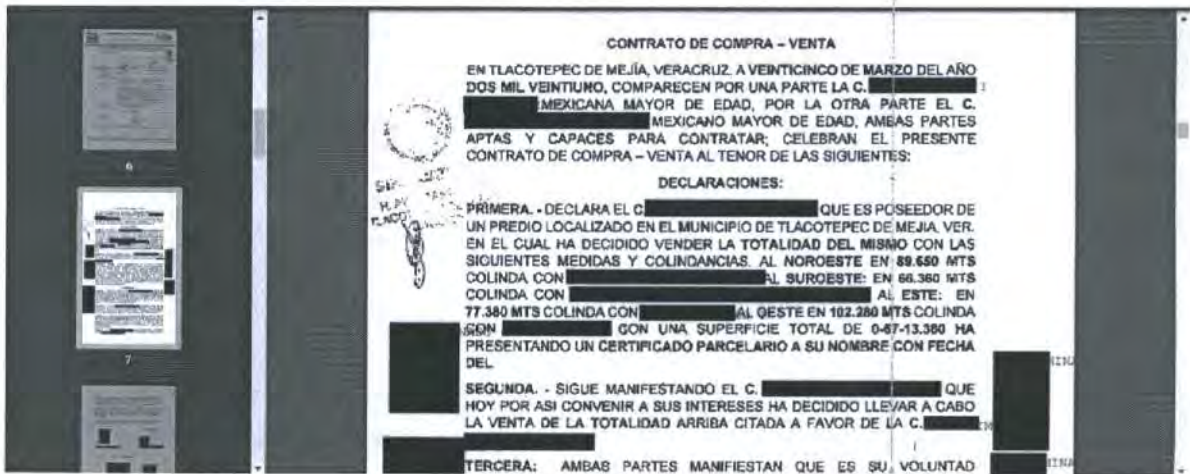 CONTRATO DE COMPRA – VENTA
EN TLACOTEPEC DE MEJÍA, VERACRUZ. A VEINTICINCO DE MARZO DEL AÑO
DOS MIL VEINTIUNO, COMPARECEN POR UNA PARTE LA C.
MEXICANA MAYOR DE EDAD, POR LA OTRA PARTE EL C.
MEXICANO MAYOR DE EDAD, AMBAS PARTES
APTAS Y CAPACES PARA CONTRATAR; CELEBRAN EL PRESENTE
CONTRATO DE COMPRA – VENTA AL TENOR DE LAS SIGUIENTES:
DECLARACIONES:
PRIMERA. - DECLARA EL C. QUE ES POSEEDOR DE
UN PREDIO LOCALIZADO EN EL MUNICIPIO DE TLACOTEPEC DE MEJIA, VER.
EN EL CUAL HA DECIDIDO VENDER LA TOTALIDAD DEL MISMO CON LAS
SIGUIENTES MEDIDAS Y COLINDANCIAS. AL NOROESTE EN 89.650 MTS
COLINDA CON AL SUROESTE: EN 66.360 MTS
COLINDA CON AL ESTE: EN
77.380 MTS COLINDA CON AL OESTE EN 102.280 MTS COLINDA
CON CON UNA SUPERFICIE TOTAL DE 0-67-13.360 HA
PRESENTANDO UN CERTIFICADO PARCELARIO A SU NOMBRE CON FECHA
DEL
SEGUNDA. - SIGUE MANIFESTANDO EL C. QUE
HOY POR ASI CONVENIR A SUS INTERESES HA DECIDIDO LLEVAR A CABO
LA VENTA DE LA TOTALIDAD ARRIBA CITADA A FAVOR DE LA C.
TERCERA: AMBAS PARTES MANIFIESTAN QUE ES SU VOLUNTAD
6
7